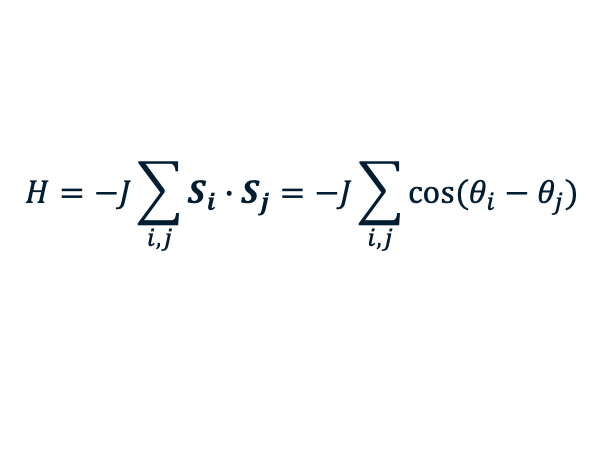 H = −J ∑_{i,j} S_i · S_j = −J ∑_{i,j} cos(θ_i − θ_j)